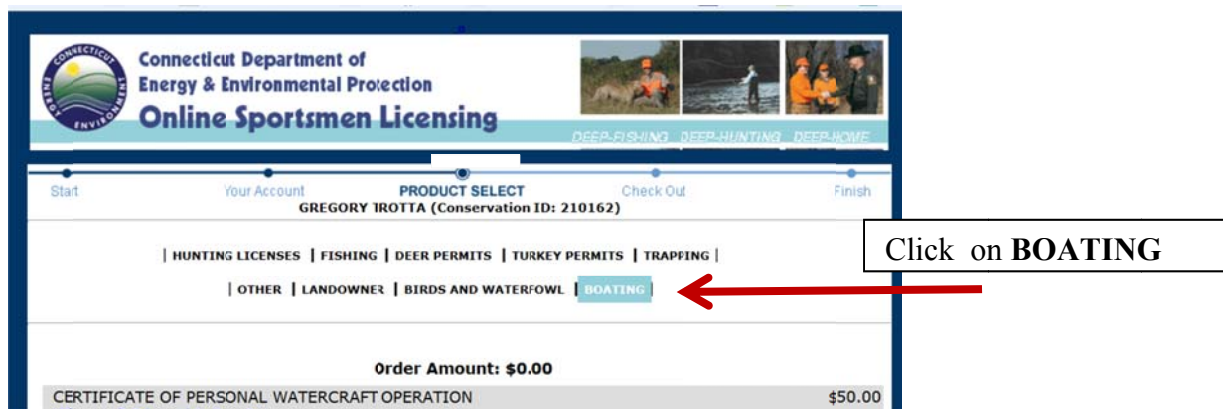 CONNECTICUT
ENERGY
ENVIRONMENT
Connecticut Department of
Energy & Environmental Protection
Online Sportsmen Licensing
DEEP-FISHING DEEP-HUNTING DEEP-HOME
Start Your Account PRODUCT SELECT Check Out Finish
GREGORY TROTTA (Conservation ID: 210162)
| HUNTING LICENSES | FISHING | DEER PERMITS | TURKEY PERMITS | TRAPPING |
| OTHER | LANDOWNER | BIRDS AND WATERFOWL | BOATING |
Click on BOATING
Order Amount: $0.00
CERTIFICATE OF PERSONAL WATERCRAFT OPERATION $50.00